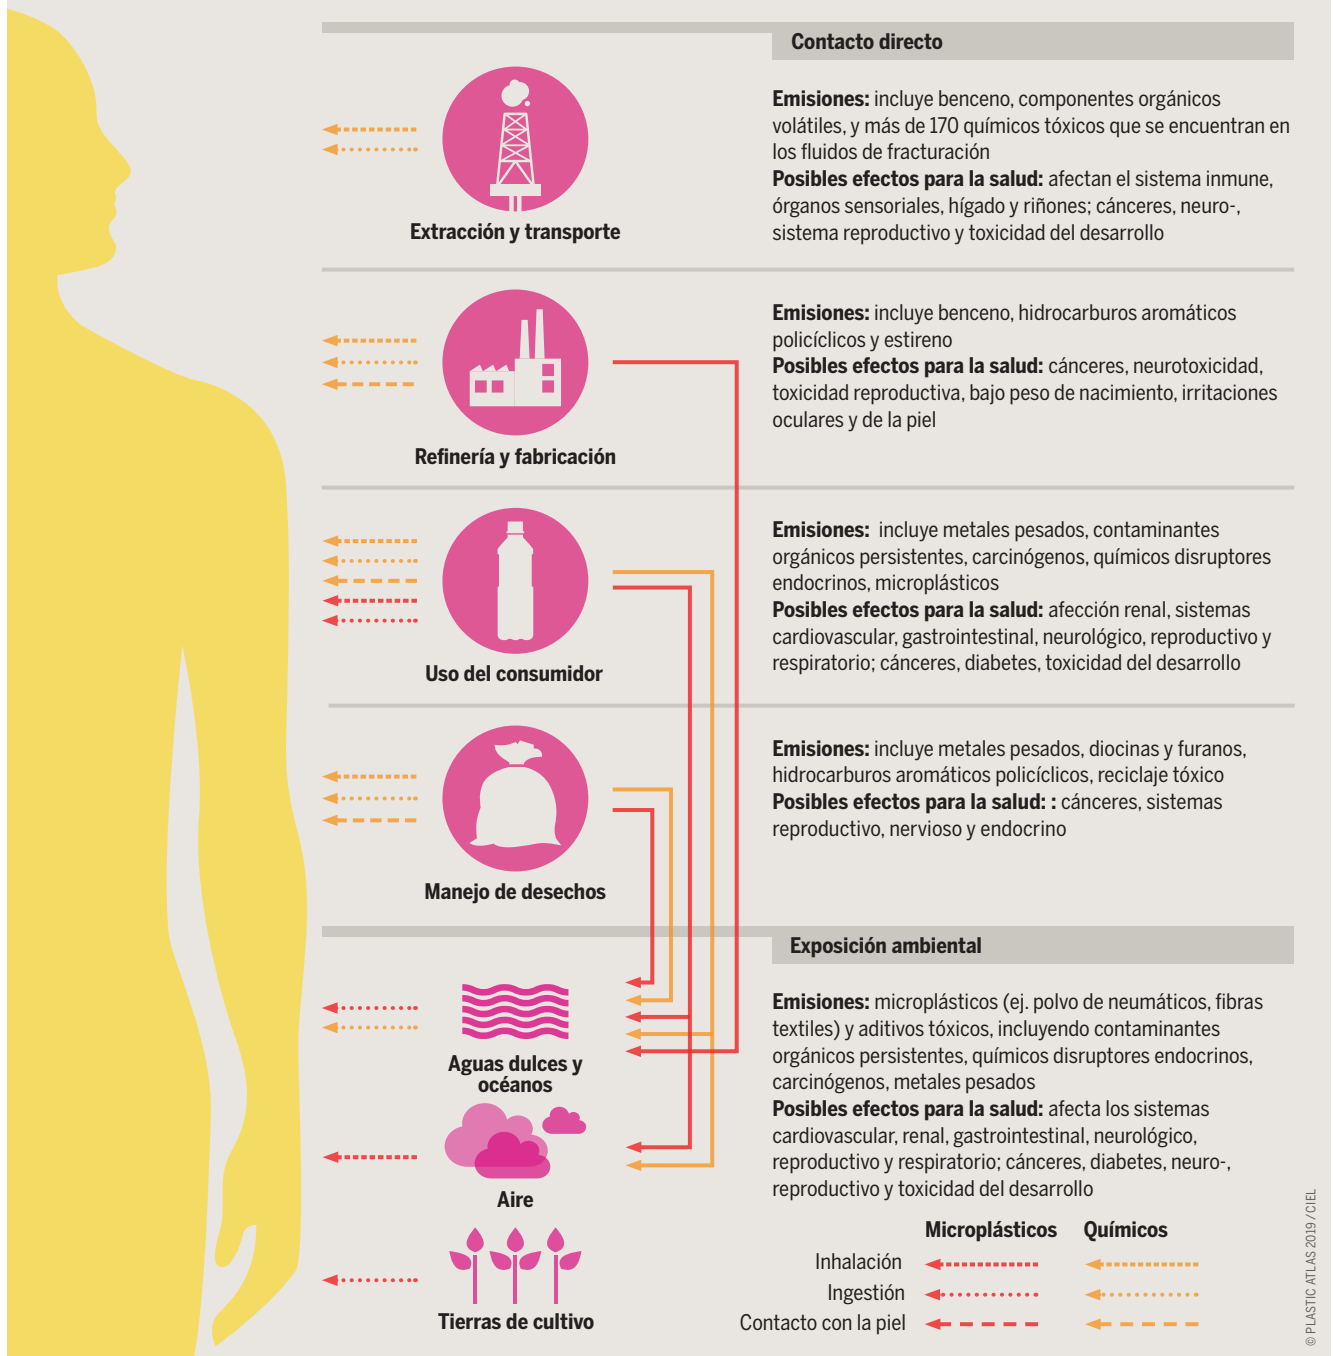 Contacto directo
Emisiones: incluye benceno, componentes orgánicos
volátiles, y más de 170 químicos tóxicos que se encuentran en
los fluidos de fracturación
Posibles efectos para la salud: afectan el sistema inmune,
órganos sensoriales, hígado y riñones; cánceres, neuro-,
sistema reproductivo y toxicidad del desarrollo
Extracción y transporte
Emisiones: incluye benceno, hidrocarburos aromáticos
policíclicos y estireno
Posibles efectos para la salud: cánceres, neurotoxicidad,
toxicidad reproductiva, bajo peso de nacimiento, irritaciones
oculares y de la piel
Refinería y fabricación
Emisiones: incluye metales pesados, contaminantes
orgánicos persistentes, carcinógenos, químicos disruptores
endocrinos, microplásticos
Posibles efectos para la salud: afección renal, sistemas
cardiovascular, gastrointestinal, neurológico, reproductivo y
respiratorio; cánceres, diabetes, toxicidad del desarrollo
Uso del consumidor
Emisiones: incluye metales pesados, diocinas y furanos,
hidrocarburos aromáticos policíclicos, reciclaje tóxico
Posibles efectos para la salud: : cánceres, sistemas
reproductivo, nervioso y endocrino
Manejo de desechos
Exposición ambiental
Emisiones: microplásticos (ej. polvo de neumáticos, fibras
textiles) y aditivos tóxicos, incluyendo contaminantes
orgánicos persistentes, químicos disruptores endocrinos,
carcinógenos, metales pesados
Posibles efectos para la salud: afecta los sistemas
cardiovascular, renal, gastrointestinal, neurológico,
reproductivo y respiratorio; cánceres, diabetes, neuro-,
reproductivo y toxicidad del desarrollo
Aguas dulces y
océanos
Aire
Tierras de cultivo
Microplásticos Químicos
Inhalación
Ingestión
Contacto con la piel
© PLASTIC ATLAS 2019 / CIEL